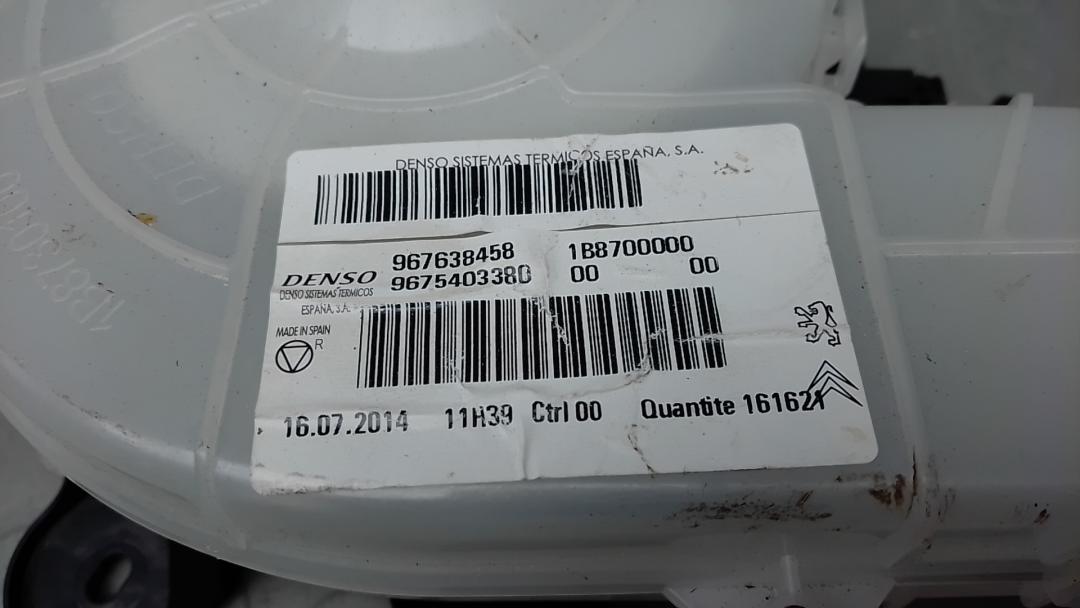 DENSO SISTEMAS TERMICOS ESPAÑA, S.A.
967638458 1B8700000
DENSO 9675403380 00 00
DENSO SISTEMAS TERMICOS
ESPAÑA, S.A.
MADE IN SPAIN
R
16.07.2014 11H39 Ctrl 00 Quantite 161621